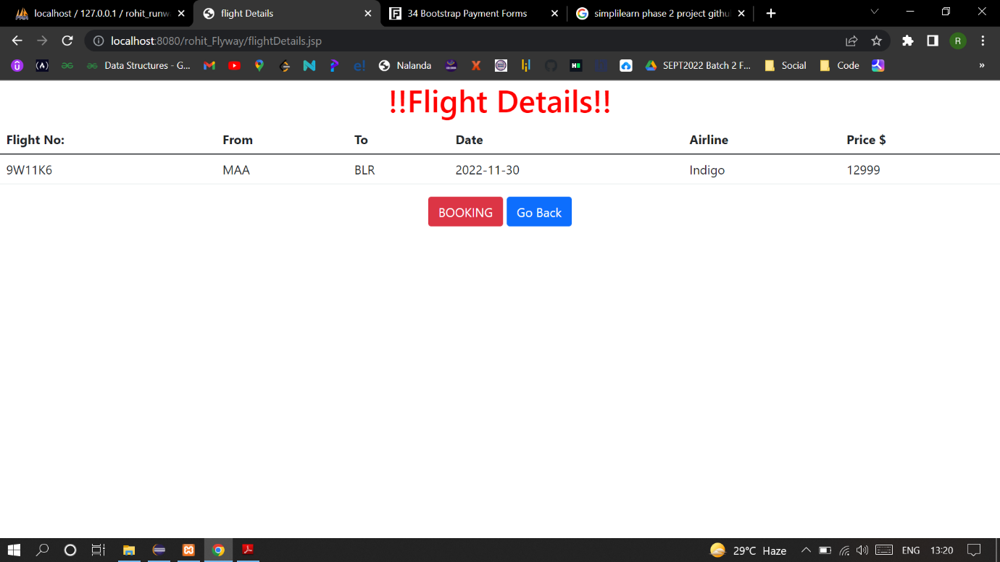 localhost / 127.0.0.1 / rohit_runw
flight Details
34 Bootstrap Payment Forms
simplilearn phase 2 project githu
localhost:8080/rohit_Flyway/flightDetails.jsp
R
Data Structures - G...
Nalanda
SEPT2022 Batch 2 F...
Social
Code
»
!!Flight Details!!
Flight No: From To Date Airline Price $
9W11K6 MAA BLR 2022-11-30 Indigo 12999
BOOKING Go Back
29°C Haze
ENG
13:20